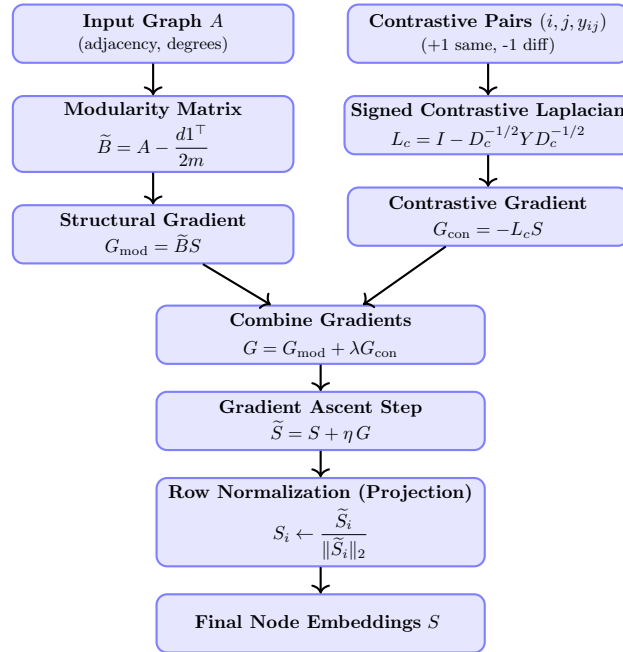 Input Graph A
(adjacency, degrees)
Modularity Matrix
B̃ = A − d1⊤ / 2m
Structural Gradient
G_mod = B̃S
Contrastive Pairs (i, j, y_ij)
(+1 same, -1 diff)
Signed Contrastive Laplacian
L_c = I − D_c^{−1/2} Y D_c^{−1/2}
Contrastive Gradient
G_con = −L_c S
Combine Gradients
G = G_mod + λG_con
Gradient Ascent Step
S̃ = S + η G
Row Normalization (Projection)
S_i ← S̃_i / ‖S̃_i‖_2
Final Node Embeddings S